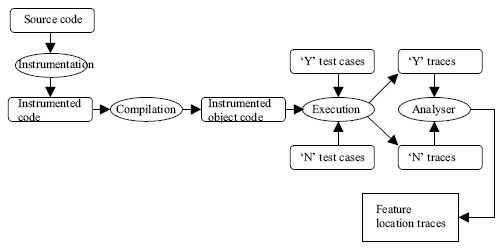 Source code
Instrumentation
Instrumented
code
Compilation
Instrumented
object code
‘Y’ test cases
Execution
‘N’ test cases
‘Y’ traces
Analyser
‘N’ traces
Feature
location traces